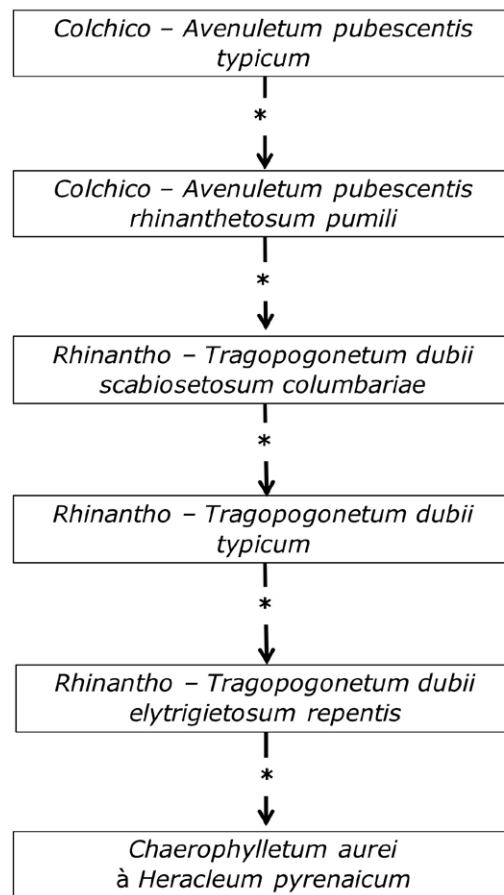 Colchico – Avenuletum pubescentis
typicum
*
Colchico – Avenuletum pubescentis
rhinanthetosum pumili
*
Rhinantho – Tragopogonetum dubii
scabiosetosum columbariae
*
Rhinantho – Tragopogonetum dubii
typicum
*
Rhinantho – Tragopogonetum dubii
elytrigietosum repentis
*
Chaerophylletum aurei
à Heracleum pyrenaicum